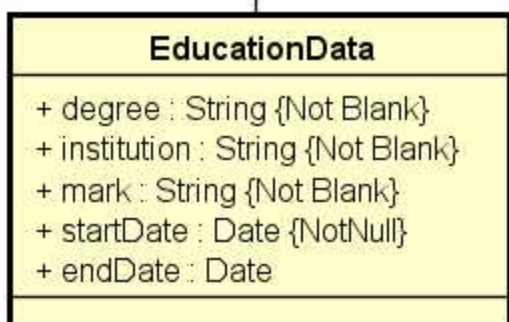 EducationData
+ degree : String {Not Blank}
+ institution : String {Not Blank}
+ mark : String {Not Blank}
+ startDate : Date {NotNull}
+ endDate : Date